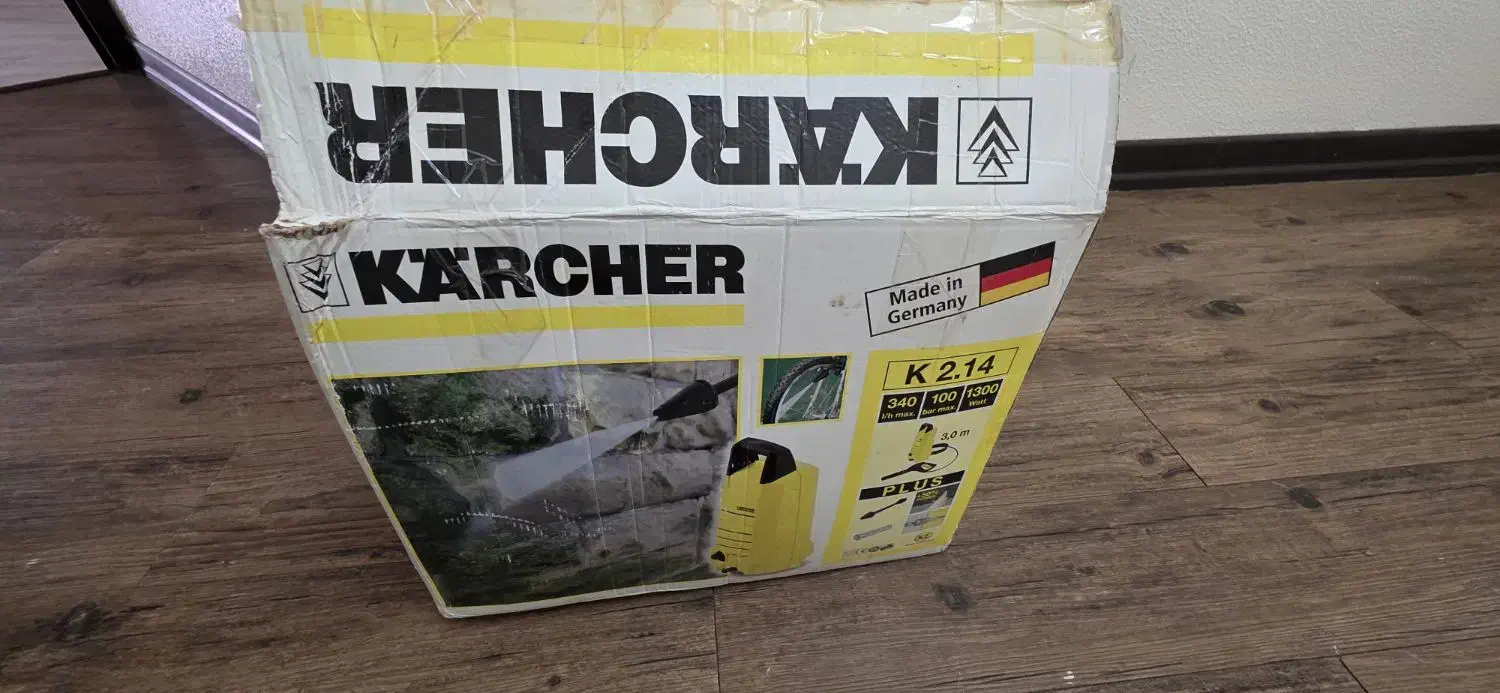 KÄRCHER
KÄRCHER
Made in
Germany
K 2.14
340
l/h max.
100
bar max.
1300
Watt
3,0 m
PLUS